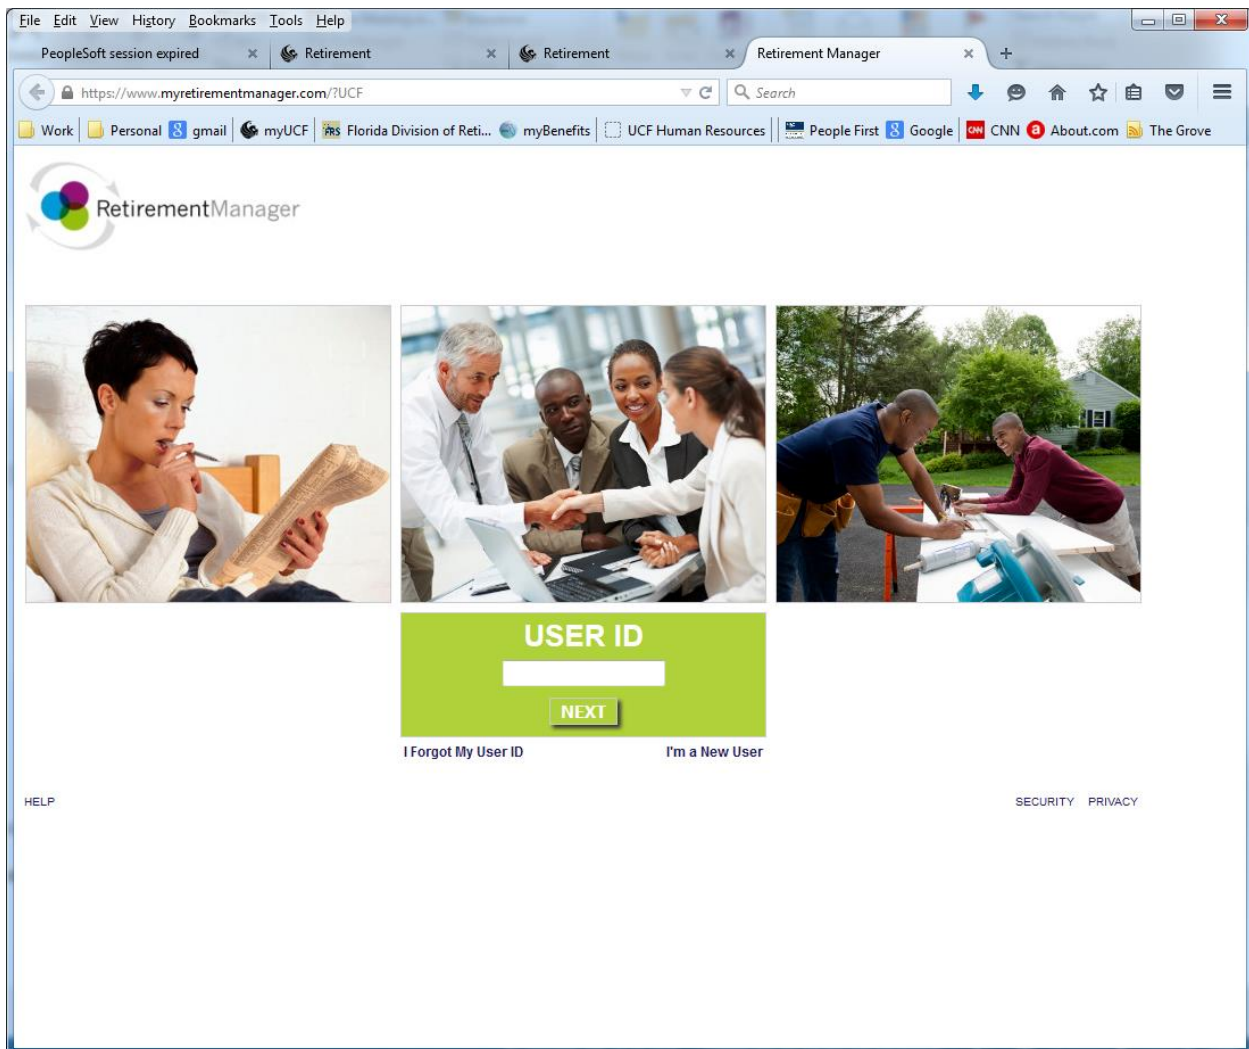 File Edit View History Bookmarks Tools Help
PeopleSoft session expired Retirement Retirement Retirement Manager
https://www.myretirementmanager.com/?UCF Search
Work Personal gmail myUCF Florida Division of Reti... myBenefits UCF Human Resources People First Google CNN About.com The Grove
RetirementManager
USER ID
NEXT
I Forgot My User ID I'm a New User
HELP SECURITY PRIVACY